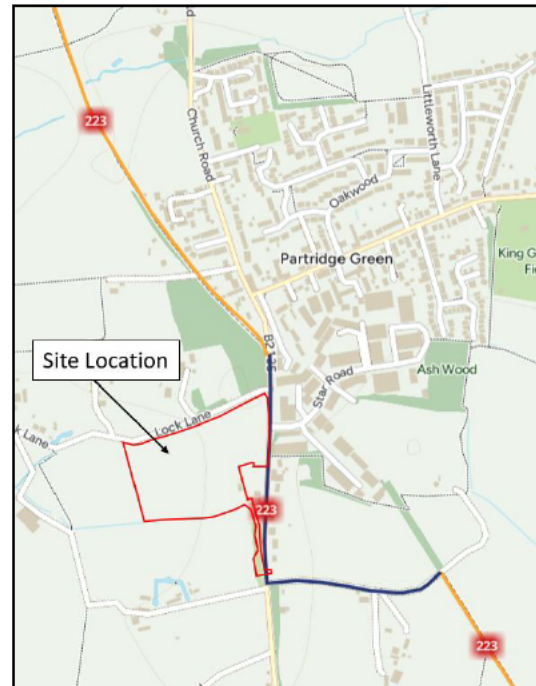 d
223
Church Road
Littleworth Lane
Oakwood
Partridge Green
King G
Fi
B2135
Site Location
Star Road
Ash Wood
Lock Lane
k Lane
223
223